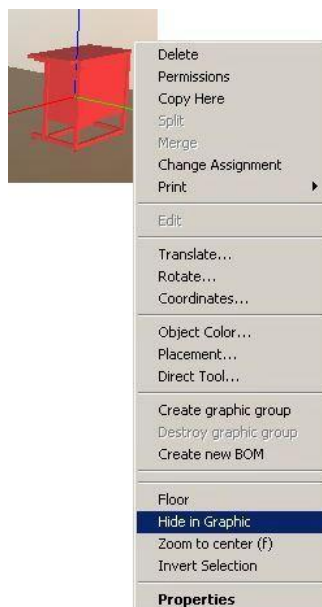 Delete
Permissions
Copy Here
Split
Merge
Change Assignment
Print
Edit
Translate...
Rotate...
Coordinates...
Object Color...
Placement...
Direct Tool...
Create graphic group
Destroy graphic group
Create new BOM
Floor
Hide in Graphic
Zoom to center (f)
Invert Selection
Properties